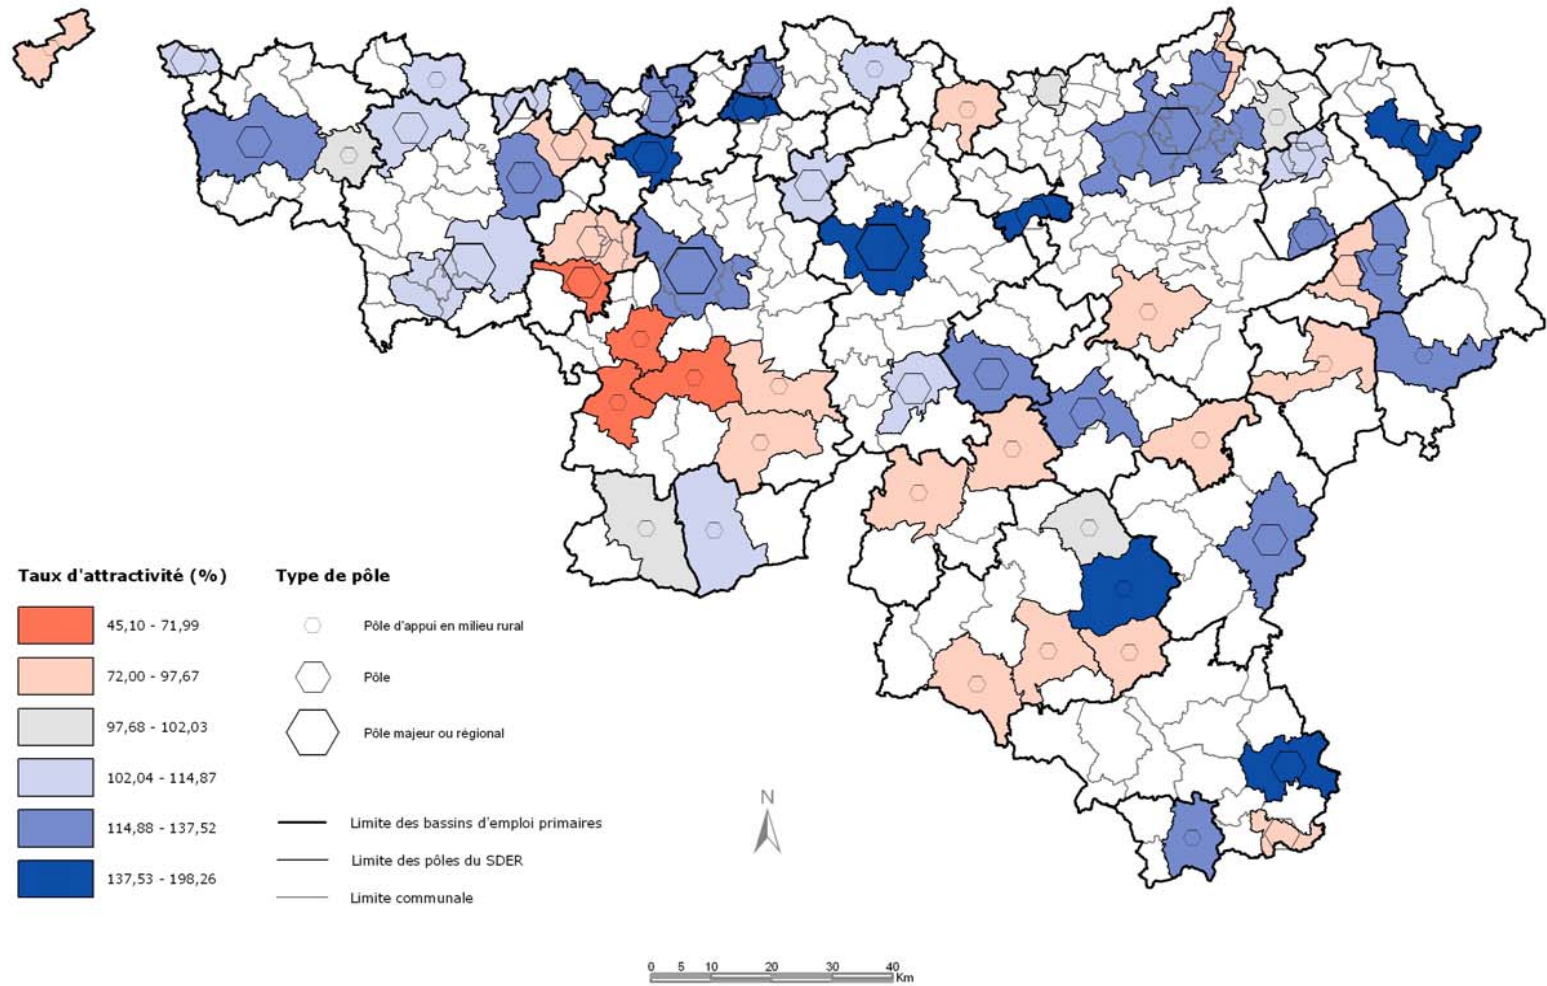 Taux d'attractivité (%)
45,10 - 71,99
72,00 - 97,67
97,68 - 102,03
102,04 - 114,87
114,88 - 137,52
137,53 - 198,26
Type de pôle
Pôle d'appui en milieu rural
Pôle
Pôle majeur ou régional
Limite des bassins d'emploi primaires
Limite des pôles du SDER
Limite communale
N
0 5 10 20 30 40
Km